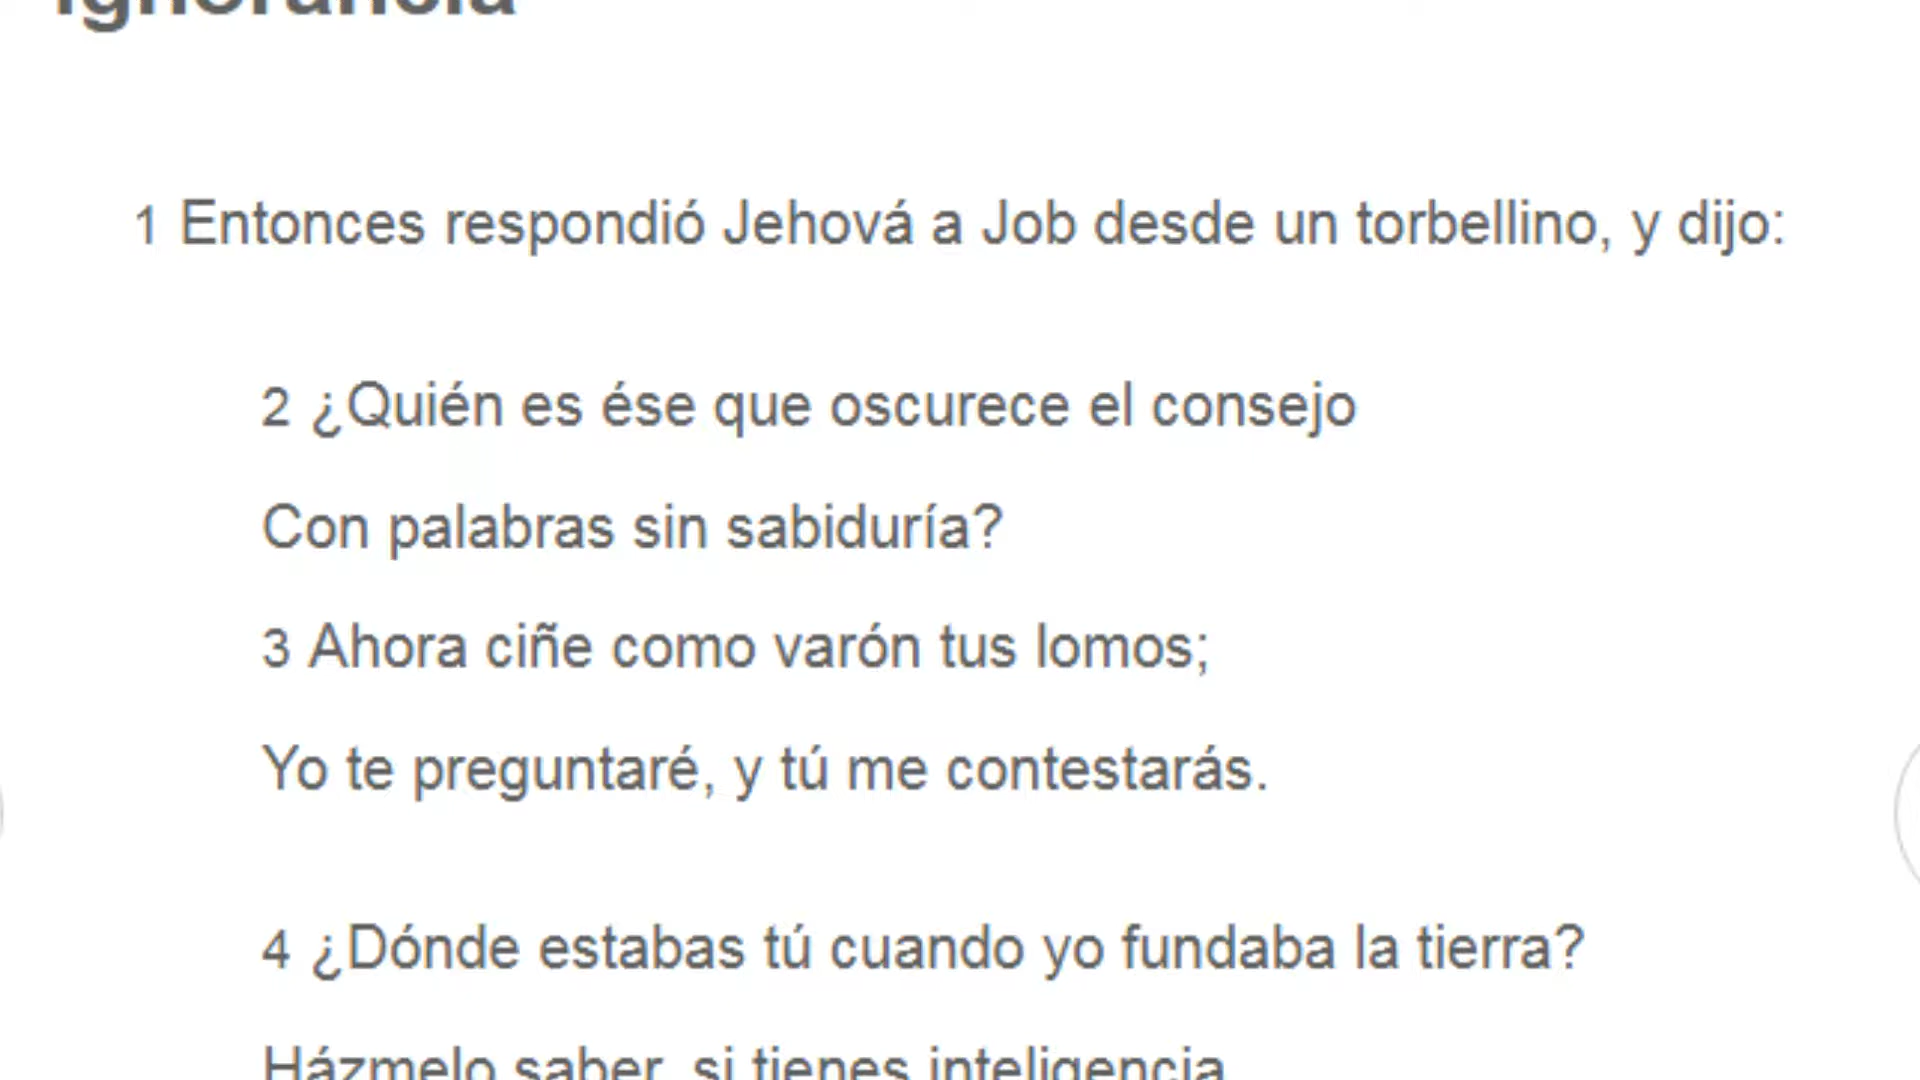 ignorancia
1 Entonces respondió Jehová a Job desde un torbellino, y dijo:
2 ¿Quién es ése que oscurece el consejo
Con palabras sin sabiduría?
3 Ahora ciñe como varón tus lomos;
Yo te preguntaré, y tú me contestarás.
4 ¿Dónde estabas tú cuando yo fundaba la tierra?
Házmelo saber, si tienes inteligencia.